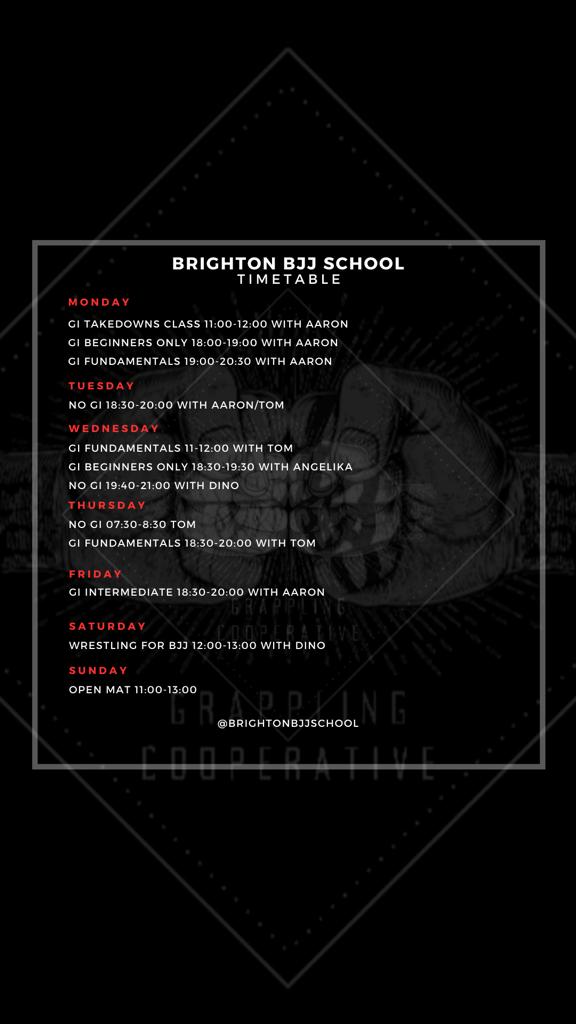 BRIGHTON BJJ SCHOOL
TIMETABLE
MONDAY
GI TAKEDOWNS CLASS 11:00-12:00 WITH AARON
GI BEGINNERS ONLY 18:00-19:00 WITH AARON
GI FUNDAMENTALS 19:00-20:30 WITH AARON
TUESDAY
NO GI 18:30-20:00 WITH AARON/TOM
WEDNESDAY
GI FUNDAMENTALS 11-12:00 WITH TOM
GI BEGINNERS ONLY 18:30-19:30 WITH ANGELIKA
NO GI 19:40-21:00 WITH DINO
THURSDAY
NO GI 07:30-8:30 TOM
GI FUNDAMENTALS 18:30-20:00 WITH TOM
FRIDAY
GI INTERMEDIATE 18:30-20:00 WITH AARON
GRAPPLING
COOPERATIVE
SATURDAY
WRESTLING FOR BJJ 12:00-13:00 WITH DINO
SUNDAY
OPEN MAT 11:00-13:00
GRAPPLING
@BRIGHTONBJJSCHOOL
COOPERATIVE